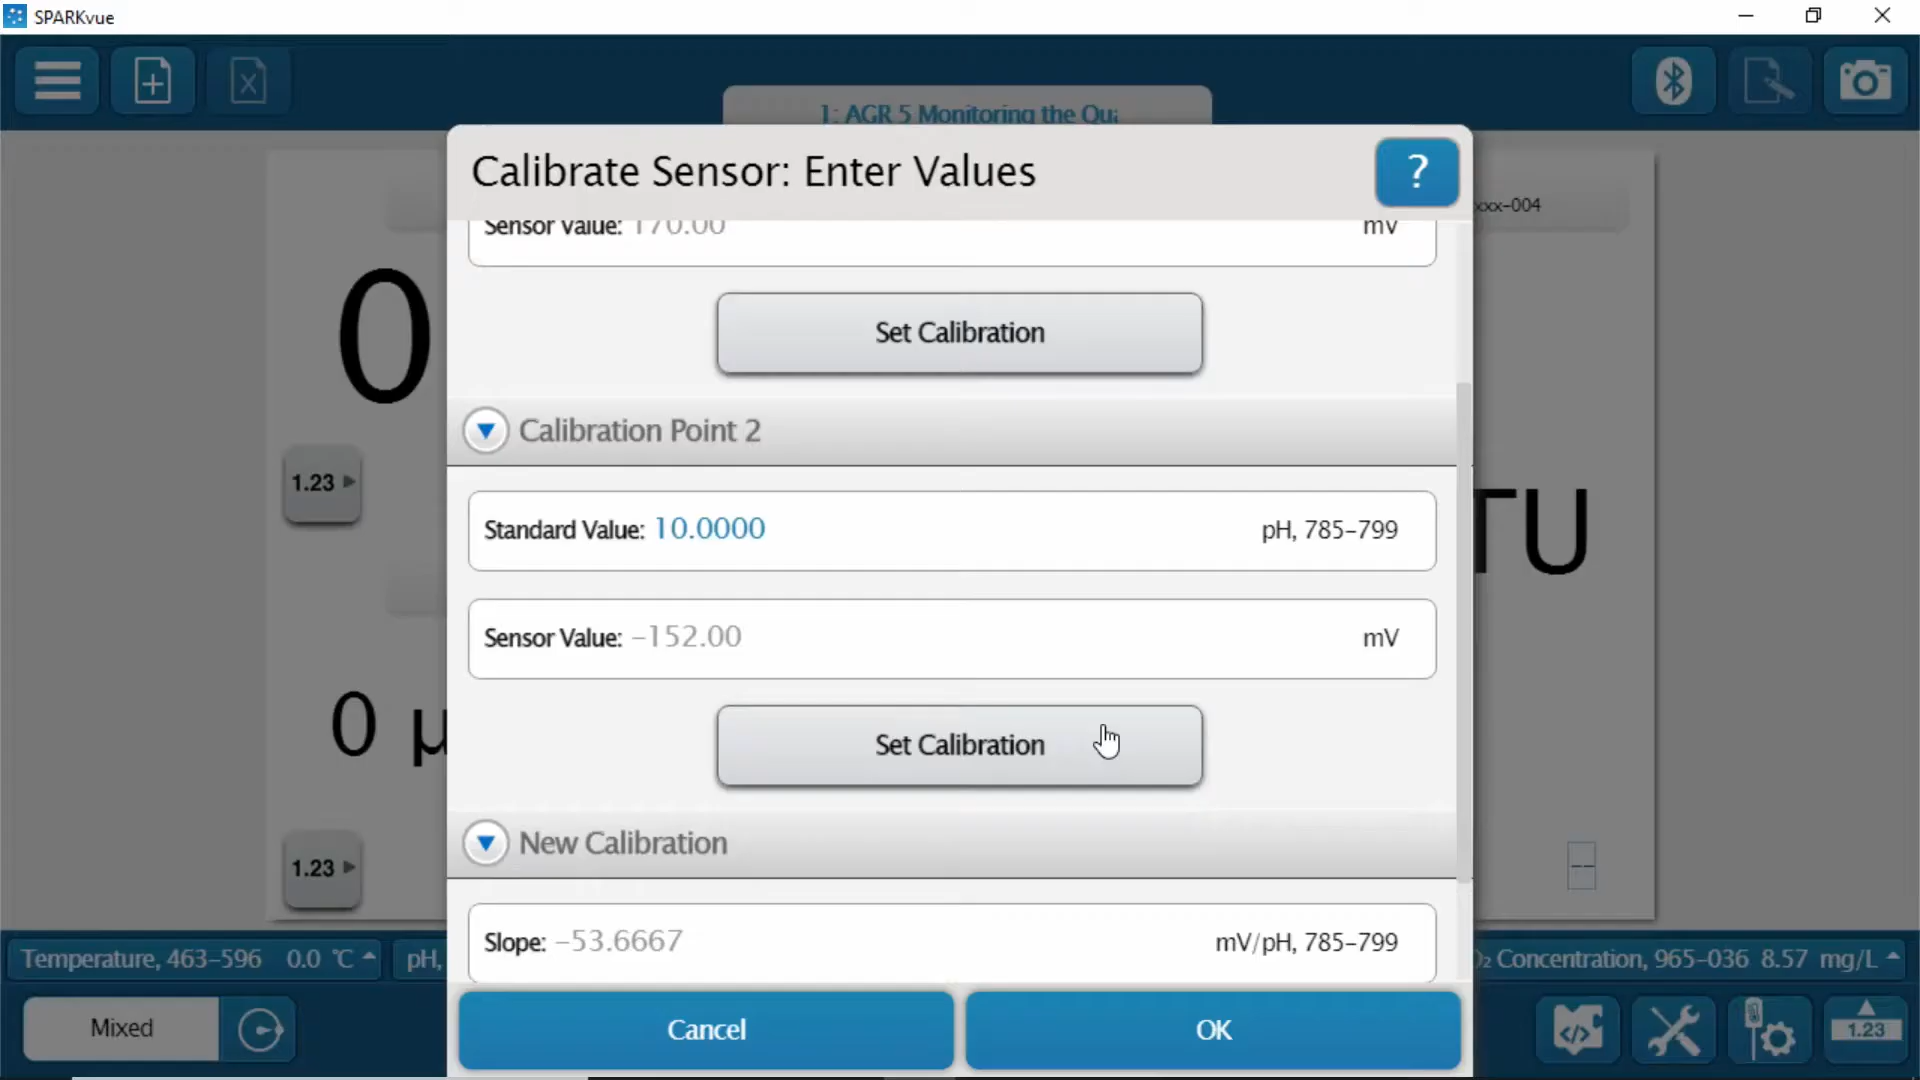 SPARKvue
1: AGR 5 Monitoring the Qua
Calibrate Sensor: Enter Values
?
xxx-004
Sensor Value: 170.00 mV
0
Set Calibration
Calibration Point 2
1.23
Standard Value: 10.0000 pH, 785-799
TU
Sensor Value: -152.00 mV
0 µ
Set Calibration
New Calibration
1.23
--
Slope: -53.6667 mV/pH, 785-799
Temperature, 463-596 0.0 °C
pH,
O₂ Concentration, 965-036 8.57 mg/L
Mixed
Cancel
OK
1.23